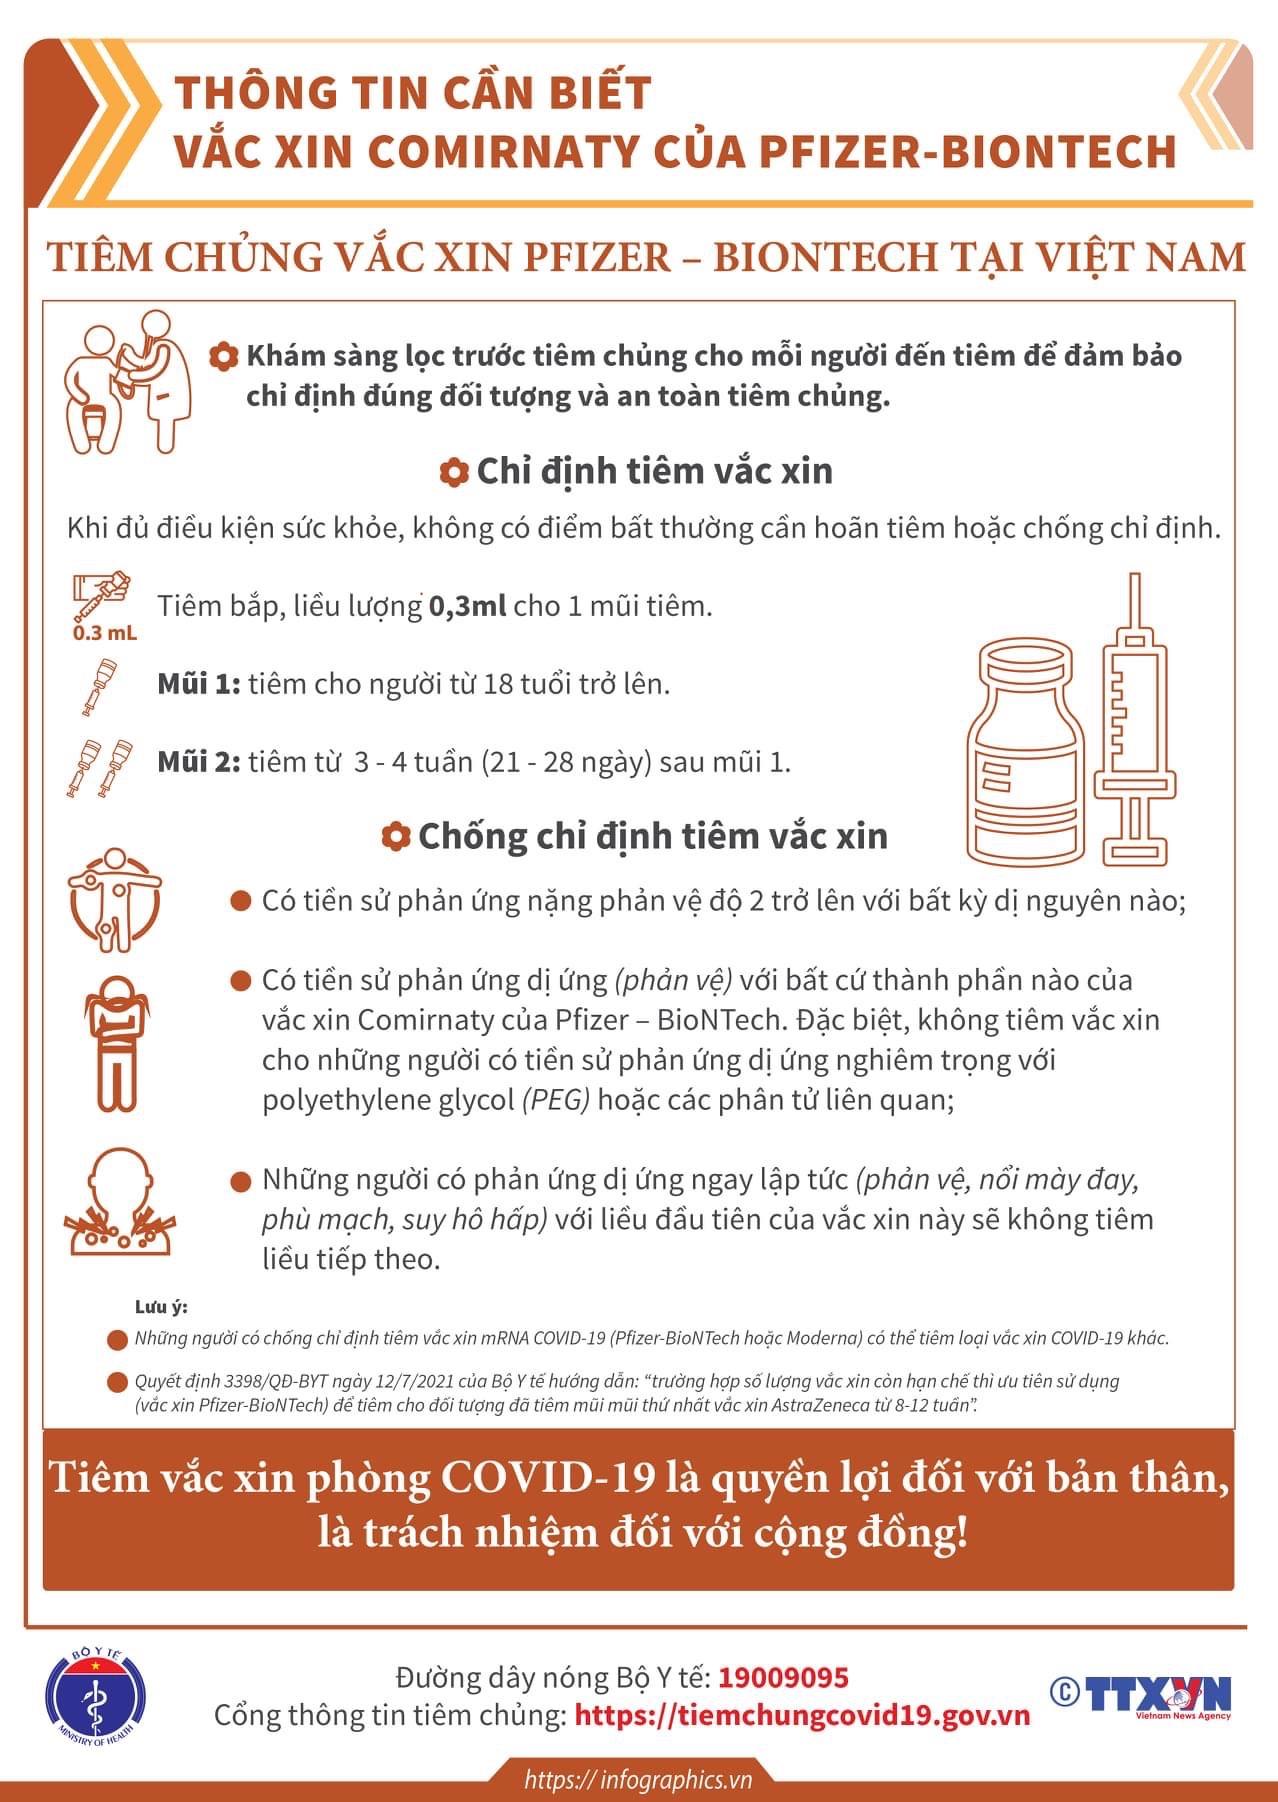 THÔNG TIN CẦN BIẾT
VẮC XIN COMIRNATY CỦA PFIZER-BIONTECH
TIÊM CHỦNG VẮC XIN PFIZER – BIONTECH TẠI VIỆT NAM
Khám sàng lọc trước tiêm chủng cho mỗi người đến tiêm để đảm bảo
chỉ định đúng đối tượng và an toàn tiêm chủng.
Chỉ định tiêm vắc xin
Khi đủ điều kiện sức khỏe, không có điểm bất thường cần hoãn tiêm hoặc chống chỉ định.
0.3 mL
Tiêm bắp, liều lượng 0,3ml cho 1 mũi tiêm.
Mũi 1: tiêm cho người từ 18 tuổi trở lên.
Mũi 2: tiêm từ 3 - 4 tuần (21 - 28 ngày) sau mũi 1.
Chống chỉ định tiêm vắc xin
Có tiền sử phản ứng nặng phản vệ độ 2 trở lên với bất kỳ dị nguyên nào;
Có tiền sử phản ứng dị ứng (phản vệ) với bất cứ thành phần nào của
vắc xin Comirnaty của Pfizer – BioNTech. Đặc biệt, không tiêm vắc xin
cho những người có tiền sử phản ứng dị ứng nghiêm trọng với
polyethylene glycol (PEG) hoặc các phân tử liên quan;
Những người có phản ứng dị ứng ngay lập tức (phản vệ, nổi mày đay,
phù mạch, suy hô hấp) với liều đầu tiên của vắc xin này sẽ không tiêm
liều tiếp theo.
Lưu ý:
Những người có chống chỉ định tiêm vắc xin mRNA COVID-19 (Pfizer-BioNTech hoặc Moderna) có thể tiêm loại vắc xin COVID-19 khác.
Quyết định 3398/QĐ-BYT ngày 12/7/2021 của Bộ Y tế hướng dẫn: “trường hợp số lượng vắc xin còn hạn chế thì ưu tiên sử dụng
(vắc xin Pfizer-BioNTech) để tiêm cho đối tượng đã tiêm mũi mũi thứ nhất vắc xin AstraZeneca từ 8-12 tuần”.
Tiêm vắc xin phòng COVID-19 là quyền lợi đối với bản thân,
là trách nhiệm đối với cộng đồng!
BỘ Y TẾ
MINISTRY OF HEALTH
Đường dây nóng Bộ Y tế: 19009095
Cổng thông tin tiêm chủng: https://tiemchungcovid19.gov.vn
© TTXVN
Vietnam News Agency
https:// infographics.vn